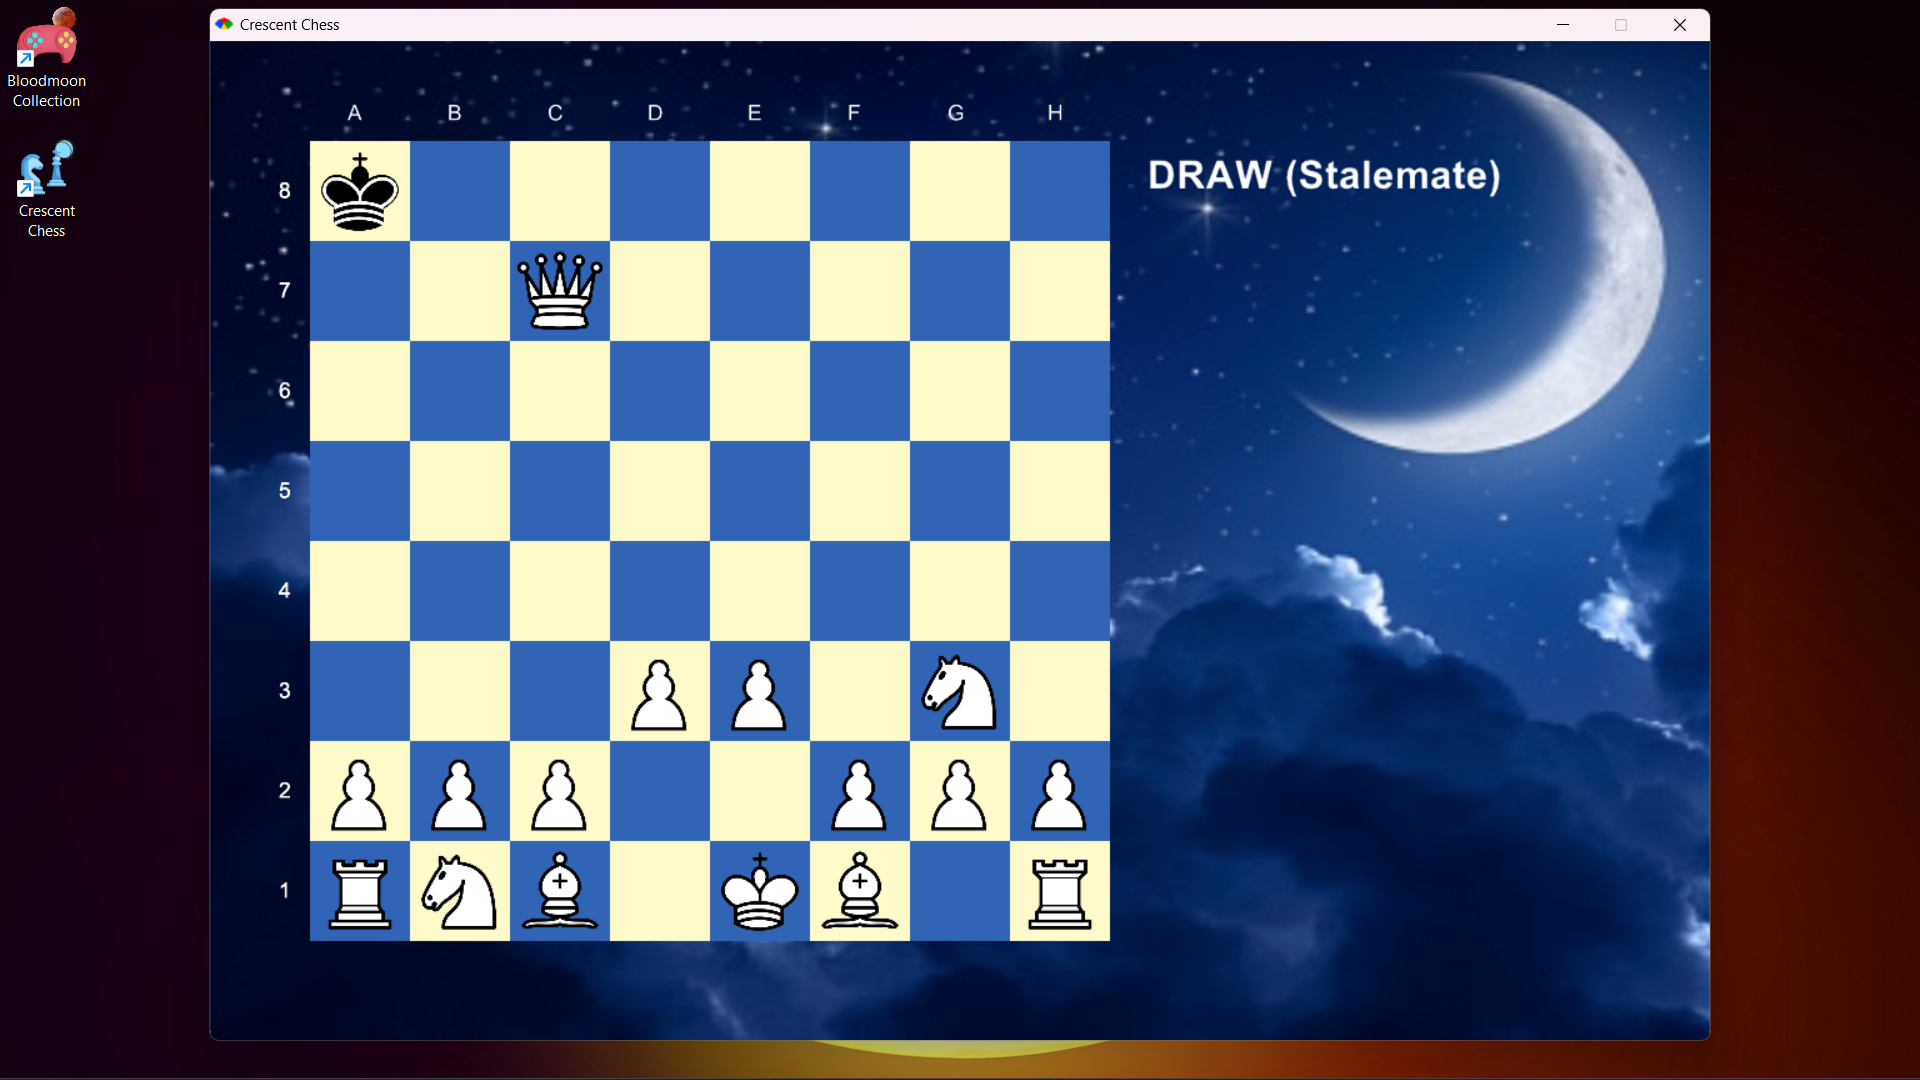 Crescent Chess
Bloodmoon
Collection
Crescent
Chess
A B C D E F G H
8
7
6
5
4
3
2
1
DRAW (Stalemate)